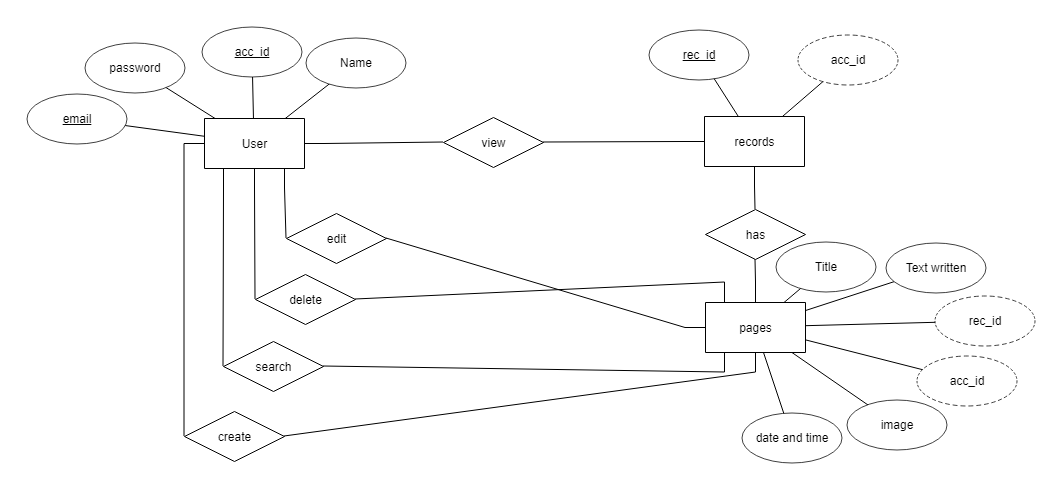 acc_id
Name
password
email
User
view
rec_id
acc_id
records
edit
has
delete
Title
Text written
search
pages
rec_id
acc_id
create
date and time
image